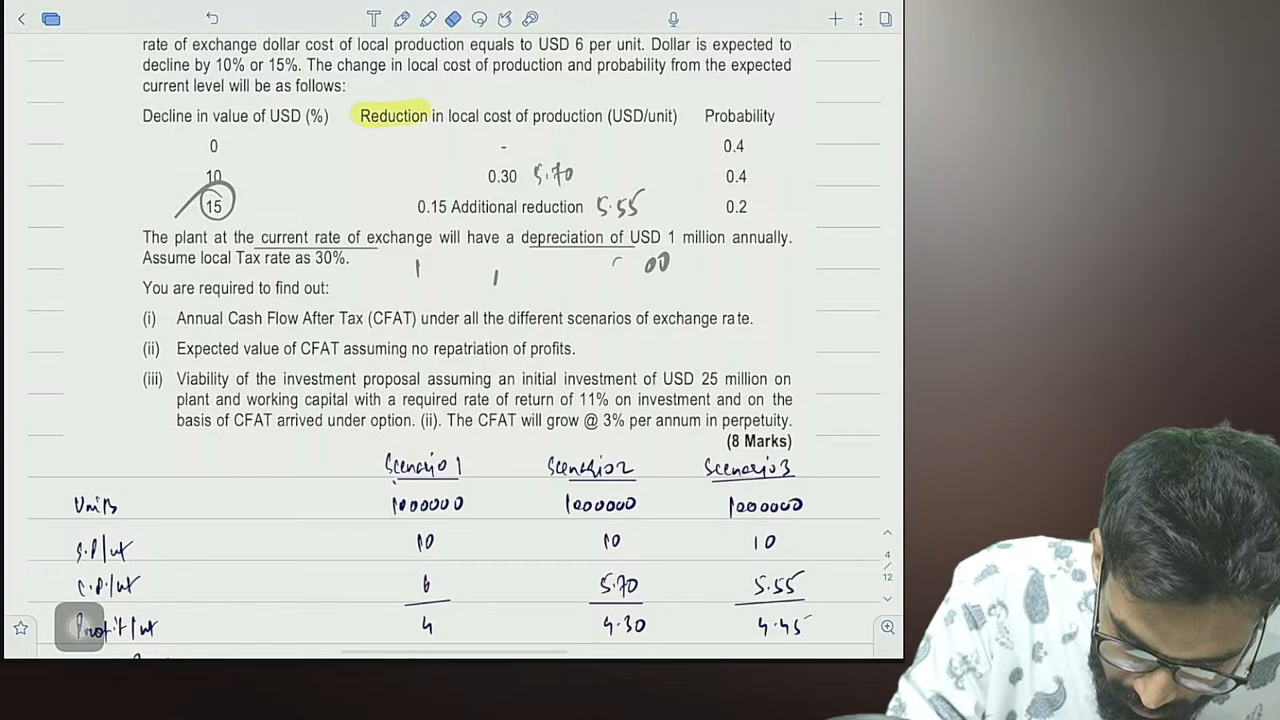 rate of exchange dollar cost of local production equals to USD 6 per unit. Dollar is expected to
decline by 10% or 15%. The change in local cost of production and probability from the expected
current level will be as follows:
Decline in value of USD (%) Reduction in local cost of production (USD/unit) Probability
0 - 0.4
10 0.30 5.70 0.4
15 0.15 Additional reduction 5.55 0.2
The plant at the current rate of exchange will have a depreciation of USD 1 million annually.
Assume local Tax rate as 30%.
You are required to find out:
(i) Annual Cash Flow After Tax (CFAT) under all the different scenarios of exchange rate.
(ii) Expected value of CFAT assuming no repatriation of profits.
(iii) Viability of the investment proposal assuming an initial investment of USD 25 million on
plant and working capital with a required rate of return of 11% on investment and on the
basis of CFAT arrived under option. (ii). The CFAT will grow @ 3% per annum in perpetuity.
(8 Marks)
Scenario 1 Scenario 2 Scenario 3
Units 1000000 1000000 1000000
S.P/ut 10 10 10
C.P./ut 6 5.70 5.55
Profit/ut 4 4.30 4.45
4
/
12